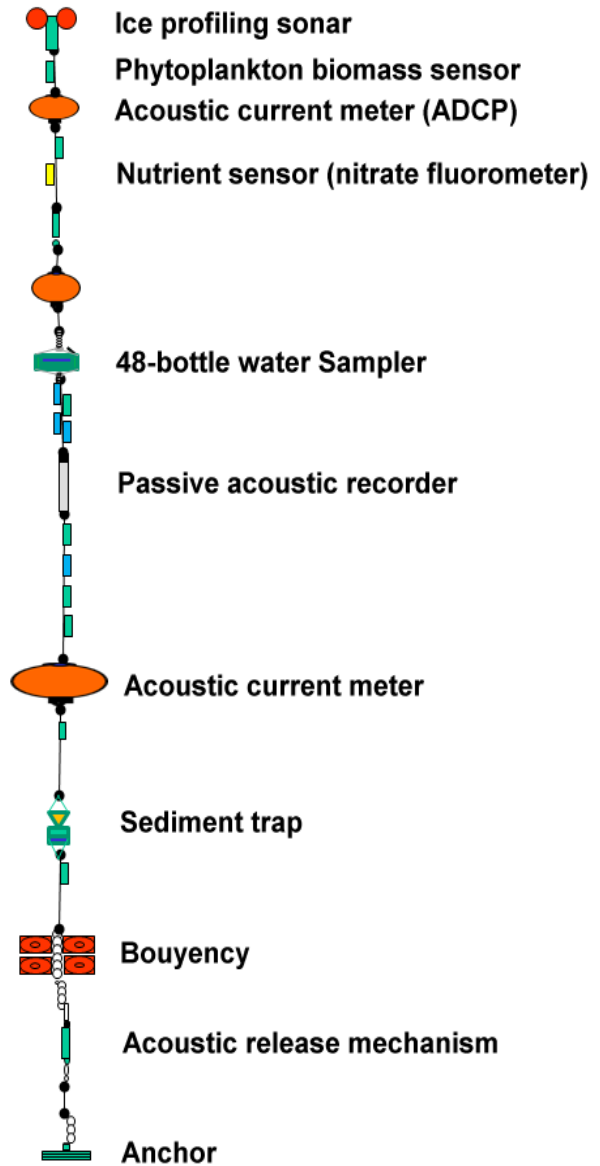 Ice profiling sonar
Phytoplankton biomass sensor
Acoustic current meter (ADCP)
Nutrient sensor (nitrate fluorometer)
48-bottle water Sampler
Passive acoustic recorder
Acoustic current meter
Sediment trap
Bouyency
Acoustic release mechanism
Anchor